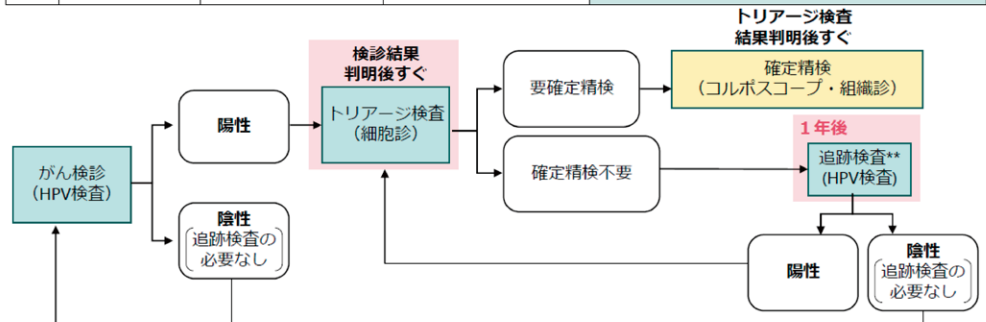 トリアージ検査
結果判明後すぐ
検診結果
判明後すぐ
確定精検
（コルポスコープ・組織診）
要確定精検
トリアージ検査
（細胞診）
陽性
1年後
追跡検査**
(HPV検査)
確定精検不要
がん検診
（HPV検査）
陰性
追跡検査の
必要なし
陽性
陰性
追跡検査の
必要なし